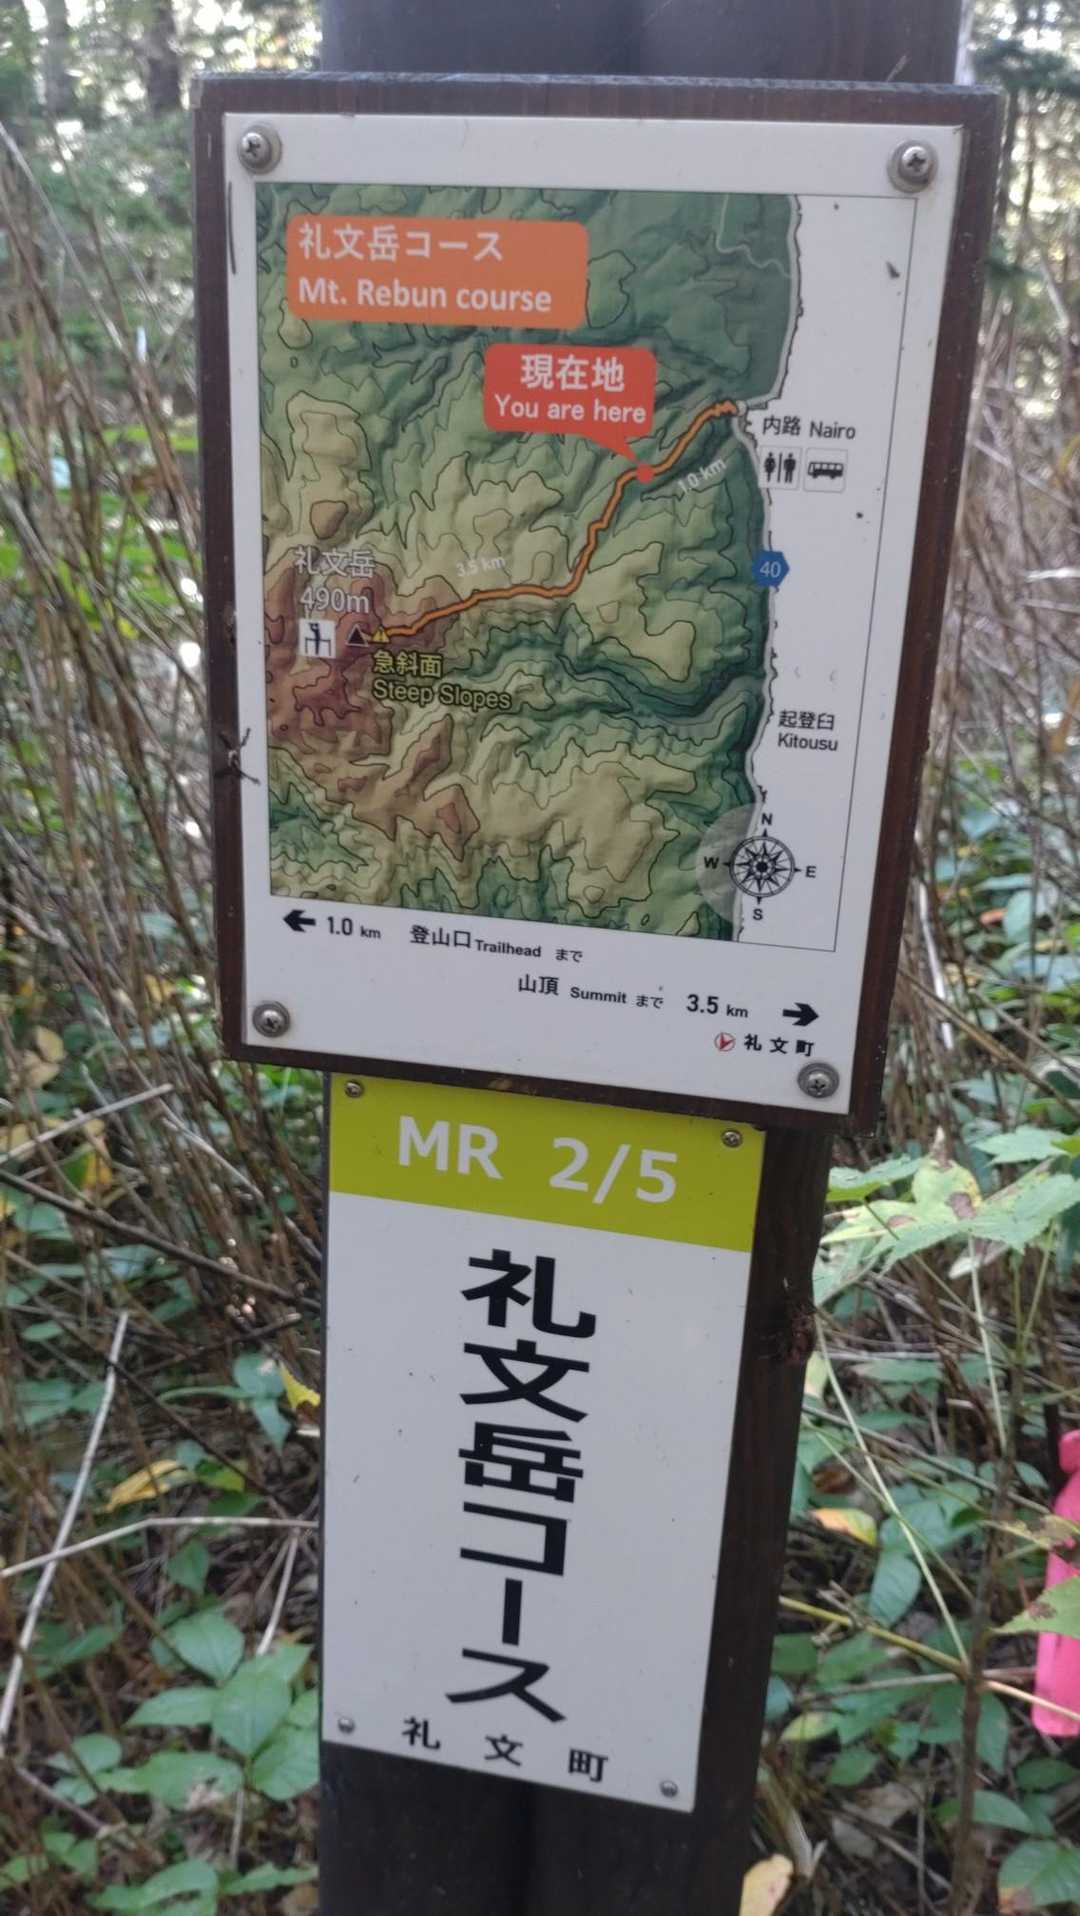 礼文岳コース
Mt. Rebun course
現在地
You are here
内路 Nairo
1.0 km
3.5 km
礼文岳
490m
40
急斜面
Steep Slopes
起登臼
Kitousu
N
W E
S
← 1.0 km 登山口 Trailhead まで
山頂 Summit まで 3.5 km →
礼文町
MR 2/5
礼文岳コース
礼文町